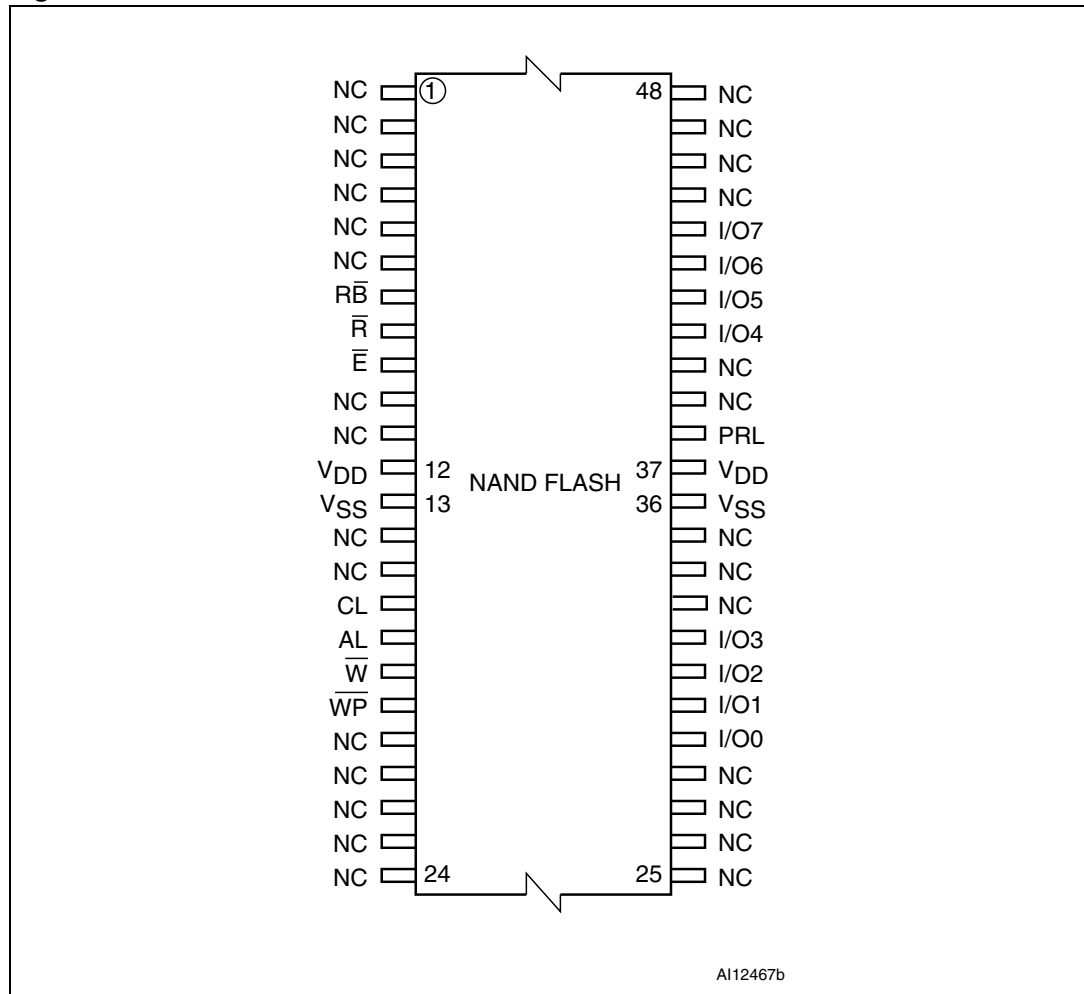 NC ① 48 NC
NC NC
NC NC
NC NC
NC I/O7
NC I/O6
RB̅ I/O5
R̅ I/O4
E̅ NC
NC NC
NC PRL
VDD 12 37 VDD
NAND FLASH
VSS 13 36 VSS
NC NC
NC NC
CL NC
AL I/O3
W̅ I/O2
W̅P̅ I/O1
NC I/O0
NC NC
NC NC
NC NC
NC 24 25 NC
AI12467b